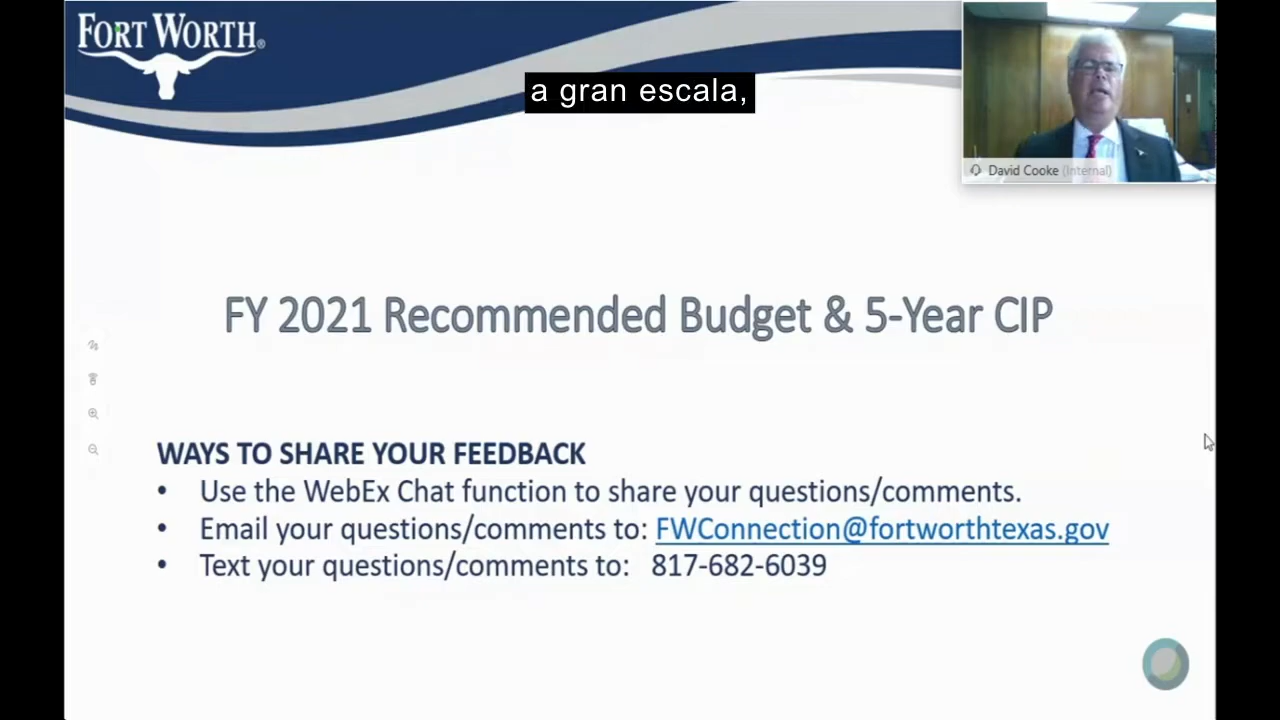 FORT WORTH®
a gran escala,
David Cooke (Internal)
FY 2021 Recommended Budget & 5-Year CIP
WAYS TO SHARE YOUR FEEDBACK
• Use the WebEx Chat function to share your questions/comments.
• Email your questions/comments to: FWConnection@fortworthtexas.gov
• Text your questions/comments to: 817-682-6039